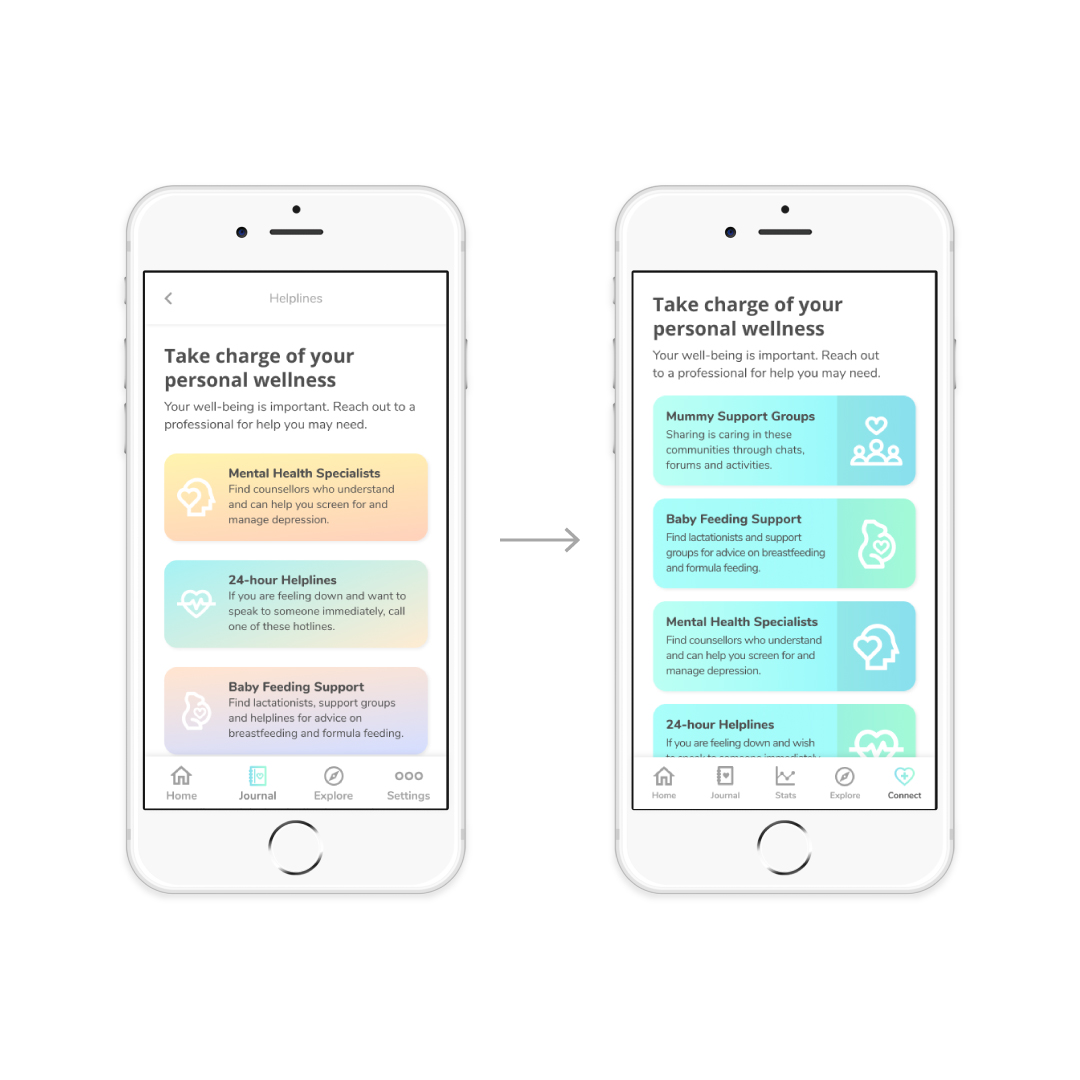 Helplines
Take charge of your
personal wellness
Your well-being is important. Reach out to a
professional for help you may need.
Mental Health Specialists
Find counsellors who understand
and can help you screen for and
manage depression.
24-hour Helplines
If you are feeling down and want to
speak to someone immediately, call
one of these hotlines.
Baby Feeding Support
Find lactationists, support groups
and helplines for advice on
breastfeeding and formula feeding.
Home
Journal
Explore
Settings
Take charge of your
personal wellness
Your well-being is important. Reach out
to a professional for help you may need.
Mummy Support Groups
Sharing is caring in these
communities through chats,
forums and activities.
Baby Feeding Support
Find lactationists and support
groups for advice on breastfeeding
and formula feeding.
Mental Health Specialists
Find counsellors who understand
and can help you screen for and
manage depression.
24-hour Helplines
If you are feeling down and wish
to speak to someone immediately
Home
Journal
Stats
Explore
Connect